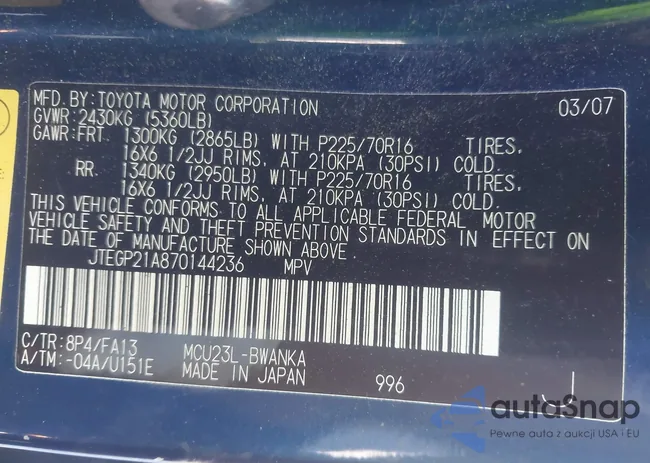 MFD.BY:TOYOTA MOTOR CORPORATION 03/07
GVWR:2430KG (5360LB)
GAWR:FRT 1300KG (2865LB) WITH P225/70R16 TIRES,
16X6 1/2JJ RIMS, AT 210KPA (30PSI) COLD.
RR 1340KG (2950LB) WITH P225/70R16 TIRES,
16X6 1/2JJ RIMS, AT 210KPA (30PSI) COLD.
THIS VEHICLE CONFORMS TO ALL APPLICABLE FEDERAL MOTOR
VEHICLE SAFETY AND THEFT PREVENTION STANDARDS IN EFFECT ON
THE DATE OF MANUFACTURE SHOWN ABOVE.
JTEGP21A870144236 MPV
C/TR:8P4/FA13 MCU23L-BWANKA
A/TM:-04A/U151E MADE IN JAPAN 996
autoSnap
Pewne auta z aukcji USA i EU